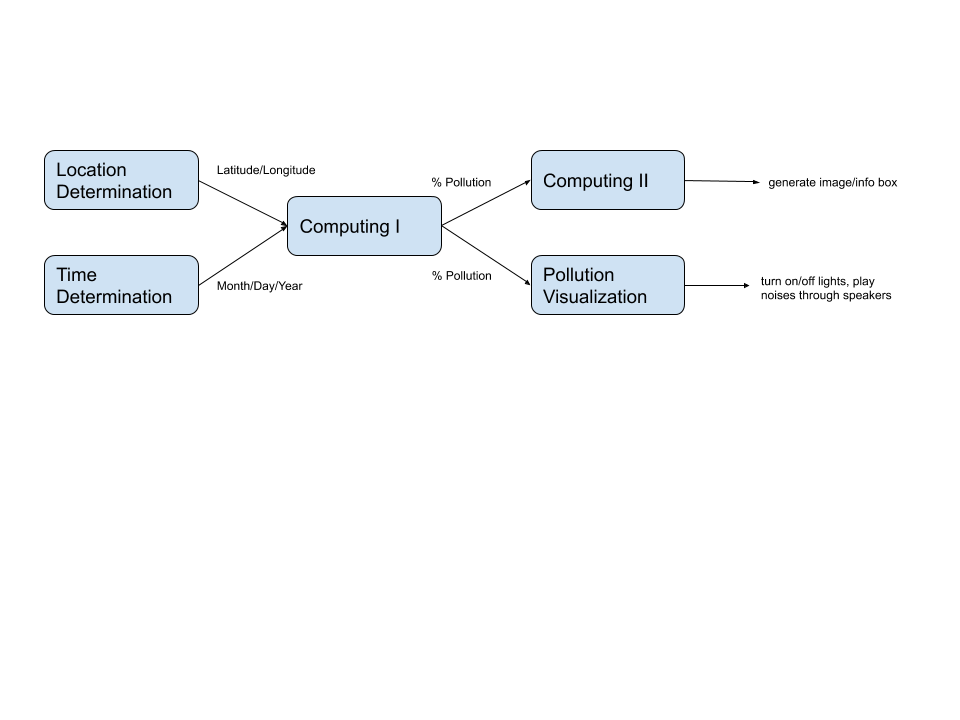 Location
Determination
Latitude/Longitude
Time
Determination
Month/Day/Year
Computing I
% Pollution
% Pollution
Computing II
generate image/info box
Pollution
Visualization
turn on/off lights, play
noises through speakers